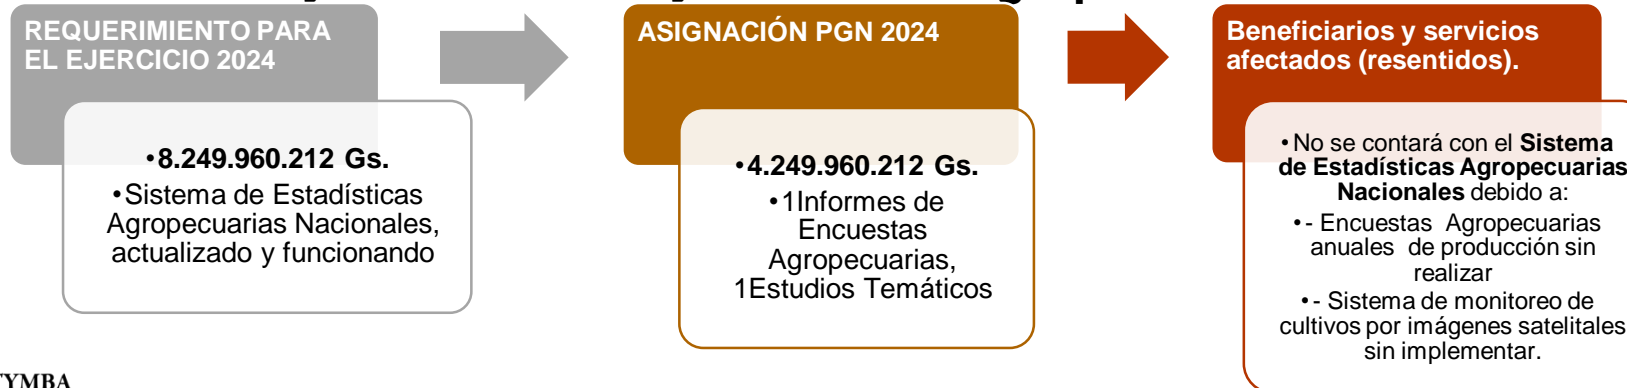 REQUERIMIENTO PARA
EL EJERCICIO 2024
•8.249.960.212 Gs.
•Sistema de Estadísticas
Agropecuarias Nacionales,
actualizado y funcionando
ASIGNACIÓN PGN 2024
•4.249.960.212 Gs.
•1Informes de
Encuestas
Agropecuarias,
1Estudios Temáticos
Beneficiarios y servicios
afectados (resentidos).
•No se contará con el Sistema
de Estadísticas Agropecuarias
Nacionales debido a:
•- Encuestas Agropecuarias
anuales de producción sin
realizar
•- Sistema de monitoreo de
cultivos por imágenes satelitales
sin implementar.